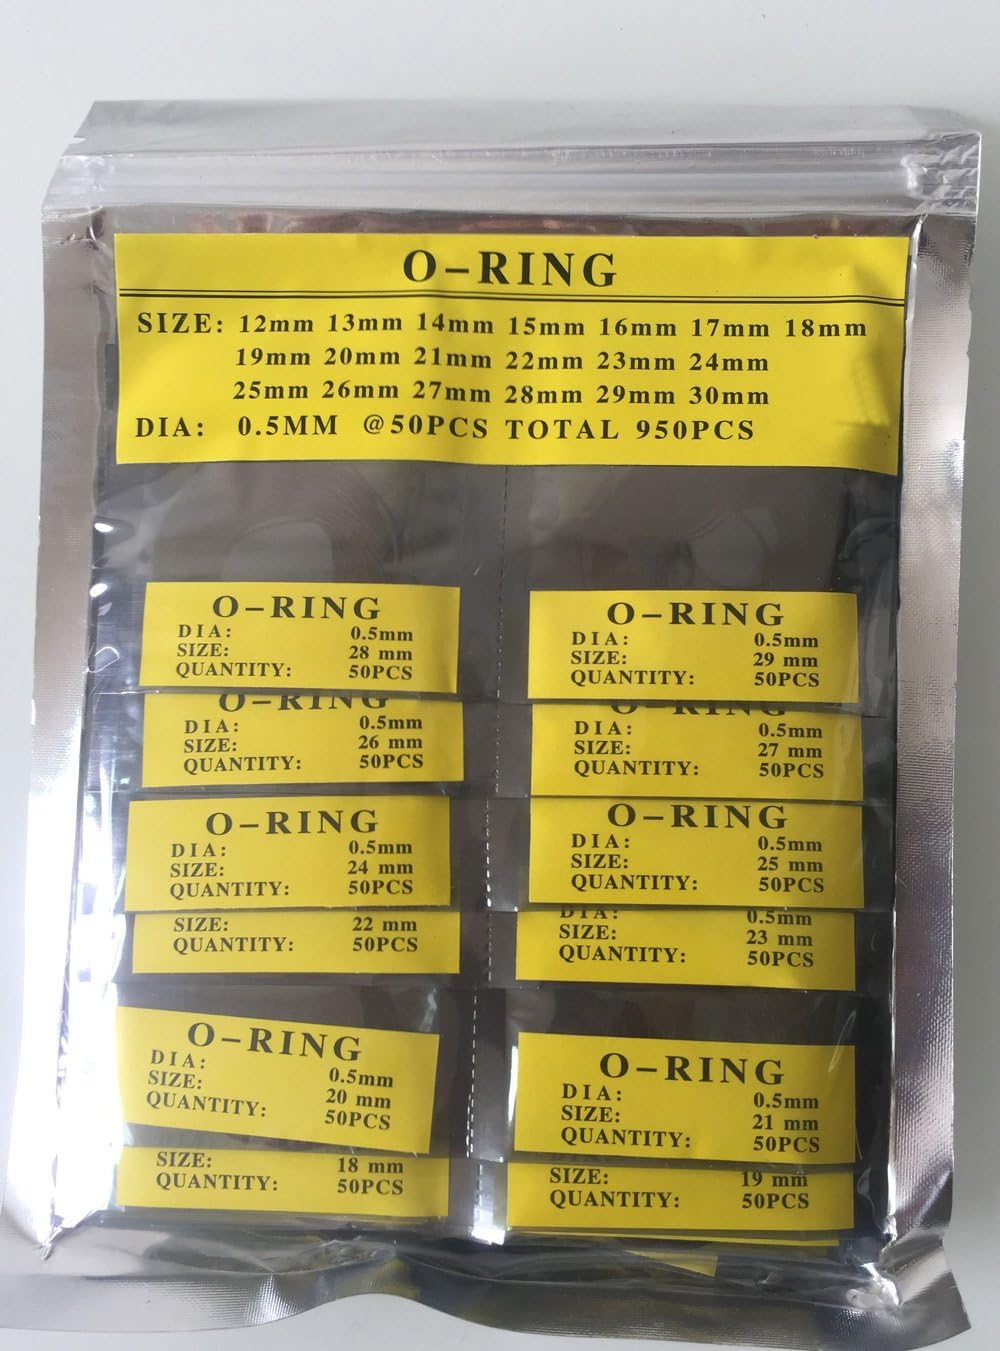 O-RING
SIZE: 12mm 13mm 14mm 15mm 16mm 17mm 18mm
19mm 20mm 21mm 22mm 23mm 24mm
25mm 26mm 27mm 28mm 29mm 30mm
DIA: 0.5MM @50PCS TOTAL 950PCS
O-RING
DIA: 0.5mm
SIZE: 28 mm
QUANTITY: 50PCS
O-RING
DIA: 0.5mm
SIZE: 29 mm
QUANTITY: 50PCS
O-RING
DIA: 0.5mm
SIZE: 26 mm
QUANTITY: 50PCS
O-RING
DIA: 0.5mm
SIZE: 27 mm
QUANTITY: 50PCS
O-RING
DIA: 0.5mm
SIZE: 24 mm
QUANTITY: 50PCS
O-RING
DIA: 0.5mm
SIZE: 25 mm
QUANTITY: 50PCS
SIZE: 22 mm
QUANTITY: 50PCS
DIA: 0.5mm
SIZE: 23 mm
QUANTITY: 50PCS
O-RING
DIA: 0.5mm
SIZE: 20 mm
QUANTITY: 50PCS
O-RING
DIA: 0.5mm
SIZE: 21 mm
QUANTITY: 50PCS
SIZE: 18 mm
QUANTITY: 50PCS
SIZE: 19 mm
QUANTITY: 50PCS